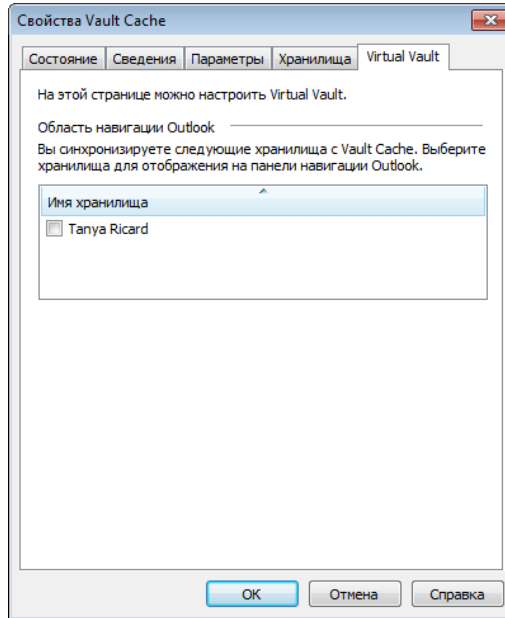 Свойства Vault Cache
Состояние Сведения Параметры Хранилища Virtual Vault
На этой странице можно настроить Virtual Vault.
Область навигации Outlook
Вы синхронизируете следующие хранилища с Vault Cache. Выберите
хранилища для отображения на панели навигации Outlook.
Имя хранилища
Tanya Ricard
OK Отмена Справка